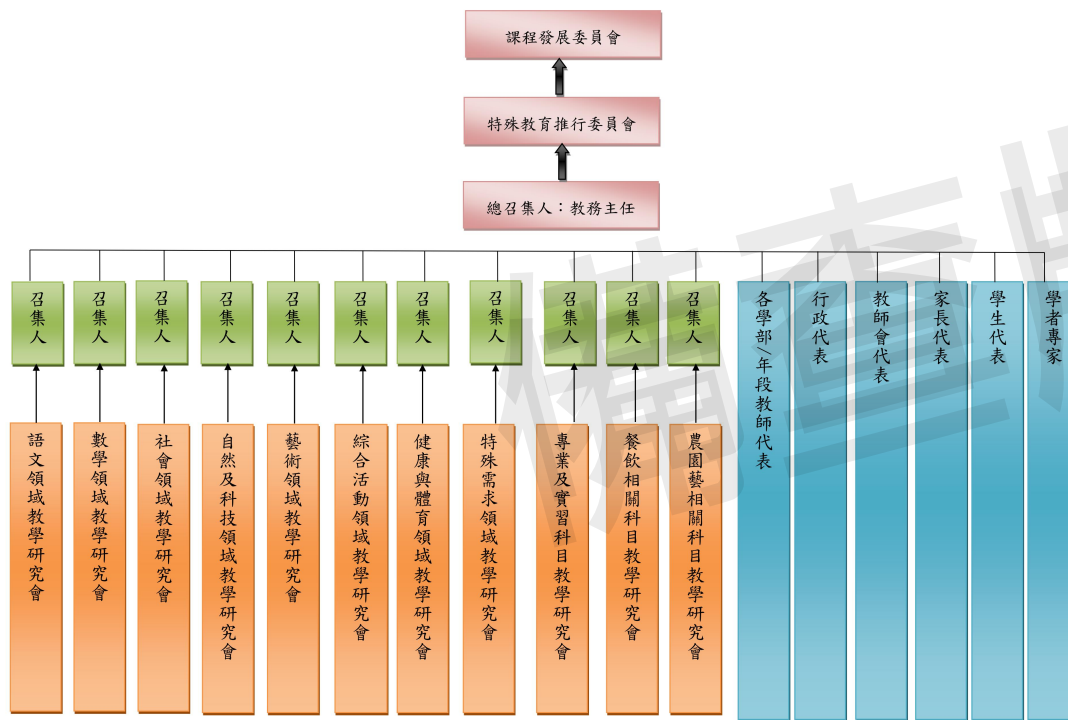 課程發展委員會
特殊教育推行委員會
總召集人：教務主任
召集人
召集人
召集人
召集人
召集人
召集人
召集人
召集人
召集人
召集人
召集人
各學部/年段教師代表
行政代表
教師會代表
家長代表
學生代表
學者專家
語文領域教學研究會
數學領域教學研究會
社會領域教學研究會
自然及科技領域教學研究會
藝術領域教學研究會
綜合活動領域教學研究會
健康與體育領域教學研究會
特殊需求領域教學研究會
專業及實習科目教學研究會
餐飲相關科目教學研究會
農園藝相關科目教學研究會
備查